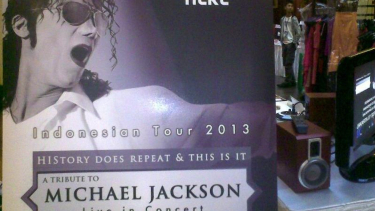 Indonesian Tour 2013
HISTORY DOES REPEAT & THIS IS IT
A TRIBUTE TO
MICHAEL JACKSON
Live in Concert